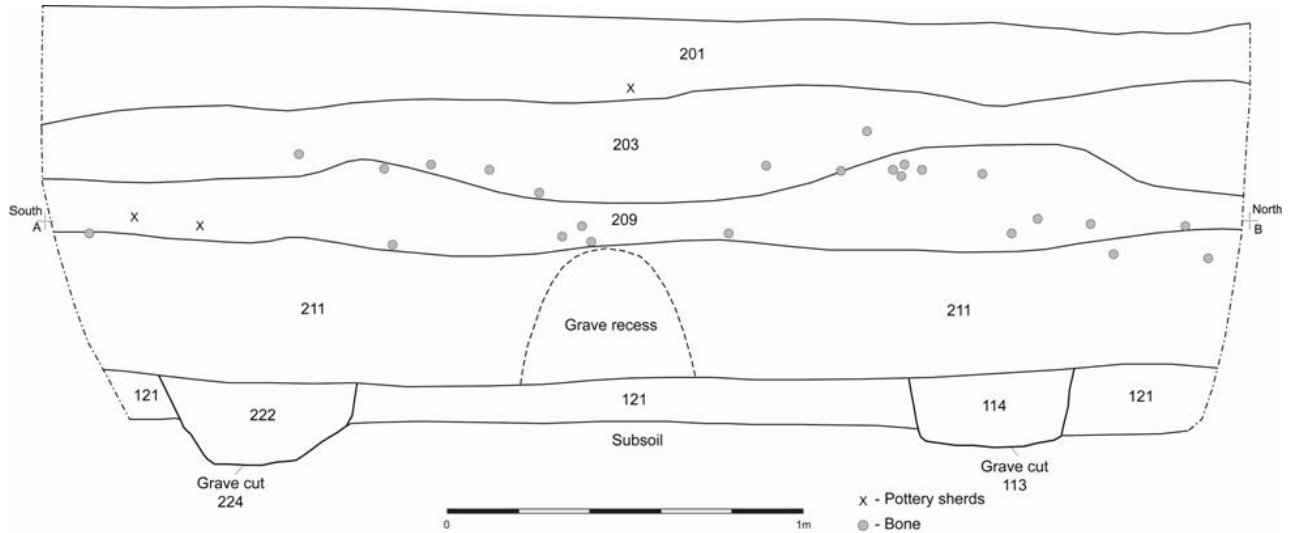 201
X
203
South
A
X
X
209
North
B
211
Grave recess
211
121
222
121
114
121
Subsoil
Grave cut
224
Grave cut
113
0
1m
X - Pottery sherds
- Bone